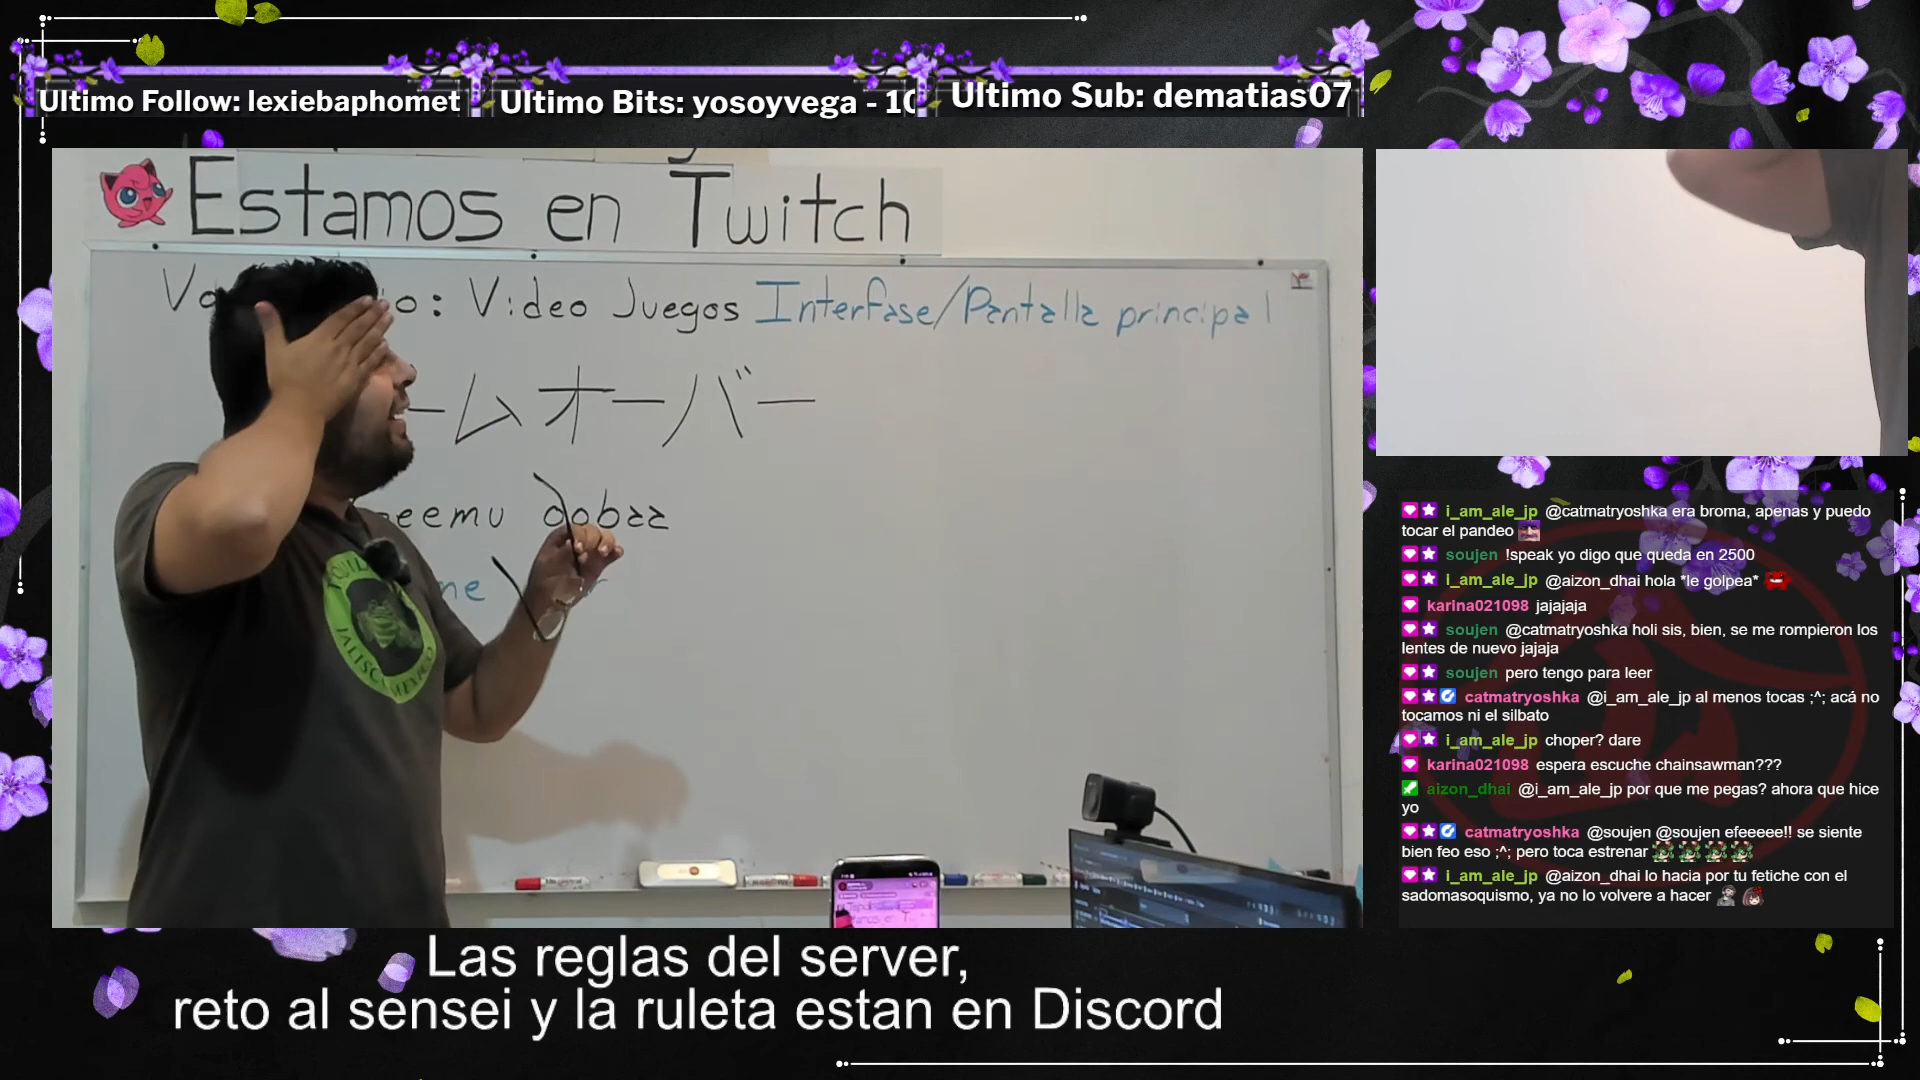 Ultimo Follow: lexiebaphomet
Ultimo Bits: yosoyvega - 10
Ultimo Sub: dematias07
Estamos en Twitch
Vo o: Video Juegos Interfase/Pantalla principal
ームオーバー
eemu oobaa
me
JALISCO MEXICO
i_am_ale_jp @catmatryoshka era broma, apenas y puedo
tocar el pandeo
soujen !speak yo digo que queda en 2500
i_am_ale_jp @aizon_dhai hola *le golpea*
karina021098 jajajaja
soujen @catmatryoshka holi sis, bien, se me rompieron los
lentes de nuevo jajaja
soujen pero tengo para leer
catmatryoshka @i_am_ale_jp al menos tocas ;^; acá no
tocamos ni el silbato
i_am_ale_jp choper? dare
karina021098 espera escuche chainsawman???
aizon_dhai @i_am_ale_jp por que me pegas? ahora que hice
yo
catmatryoshka @soujen @soujen efeeeee!! se siente
bien feo eso ;^; pero toca estrenar
i_am_ale_jp @aizon_dhai lo hacia por tu fetiche con el
sadomasoquismo, ya no lo volvere a hacer
Las reglas del server,
reto al sensei y la ruleta estan en Discord